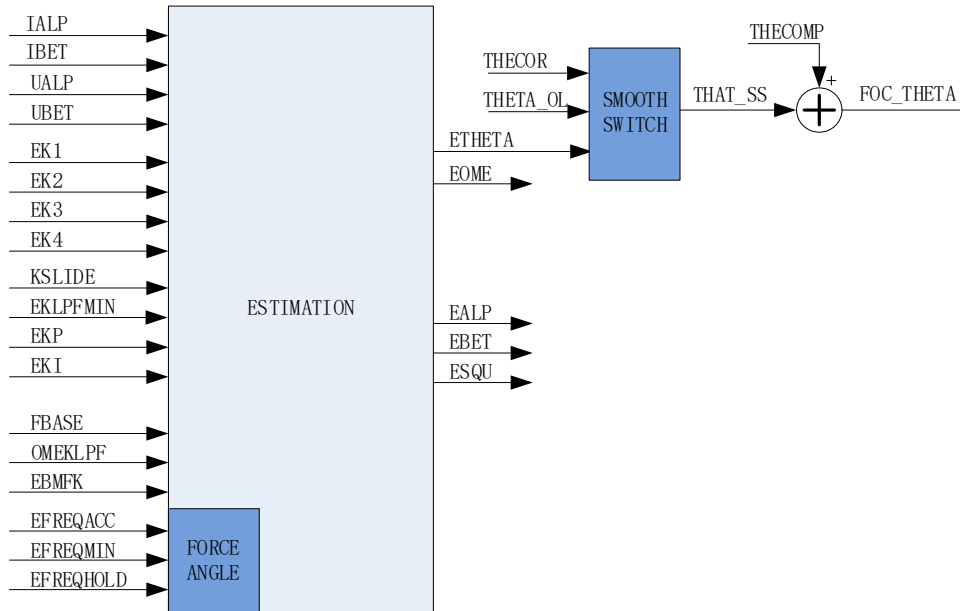 IALP
IBET
UALP
UBET
EK1
EK2
EK3
EK4
KSLIDE
EKLPFMIN
EKP
EKI
FBASE
OMEKLPF
EBMFK
EFREQACC
EFREQMIN
EFREQHOLD
FORCE
ANGLE
ESTIMATION
ETHETA
EOME
EALP
EBET
ESQU
THECOR
THETA_OL
SMOOTH
SWITCH
THAT_SS
THECOMP
+
FOC_THETA